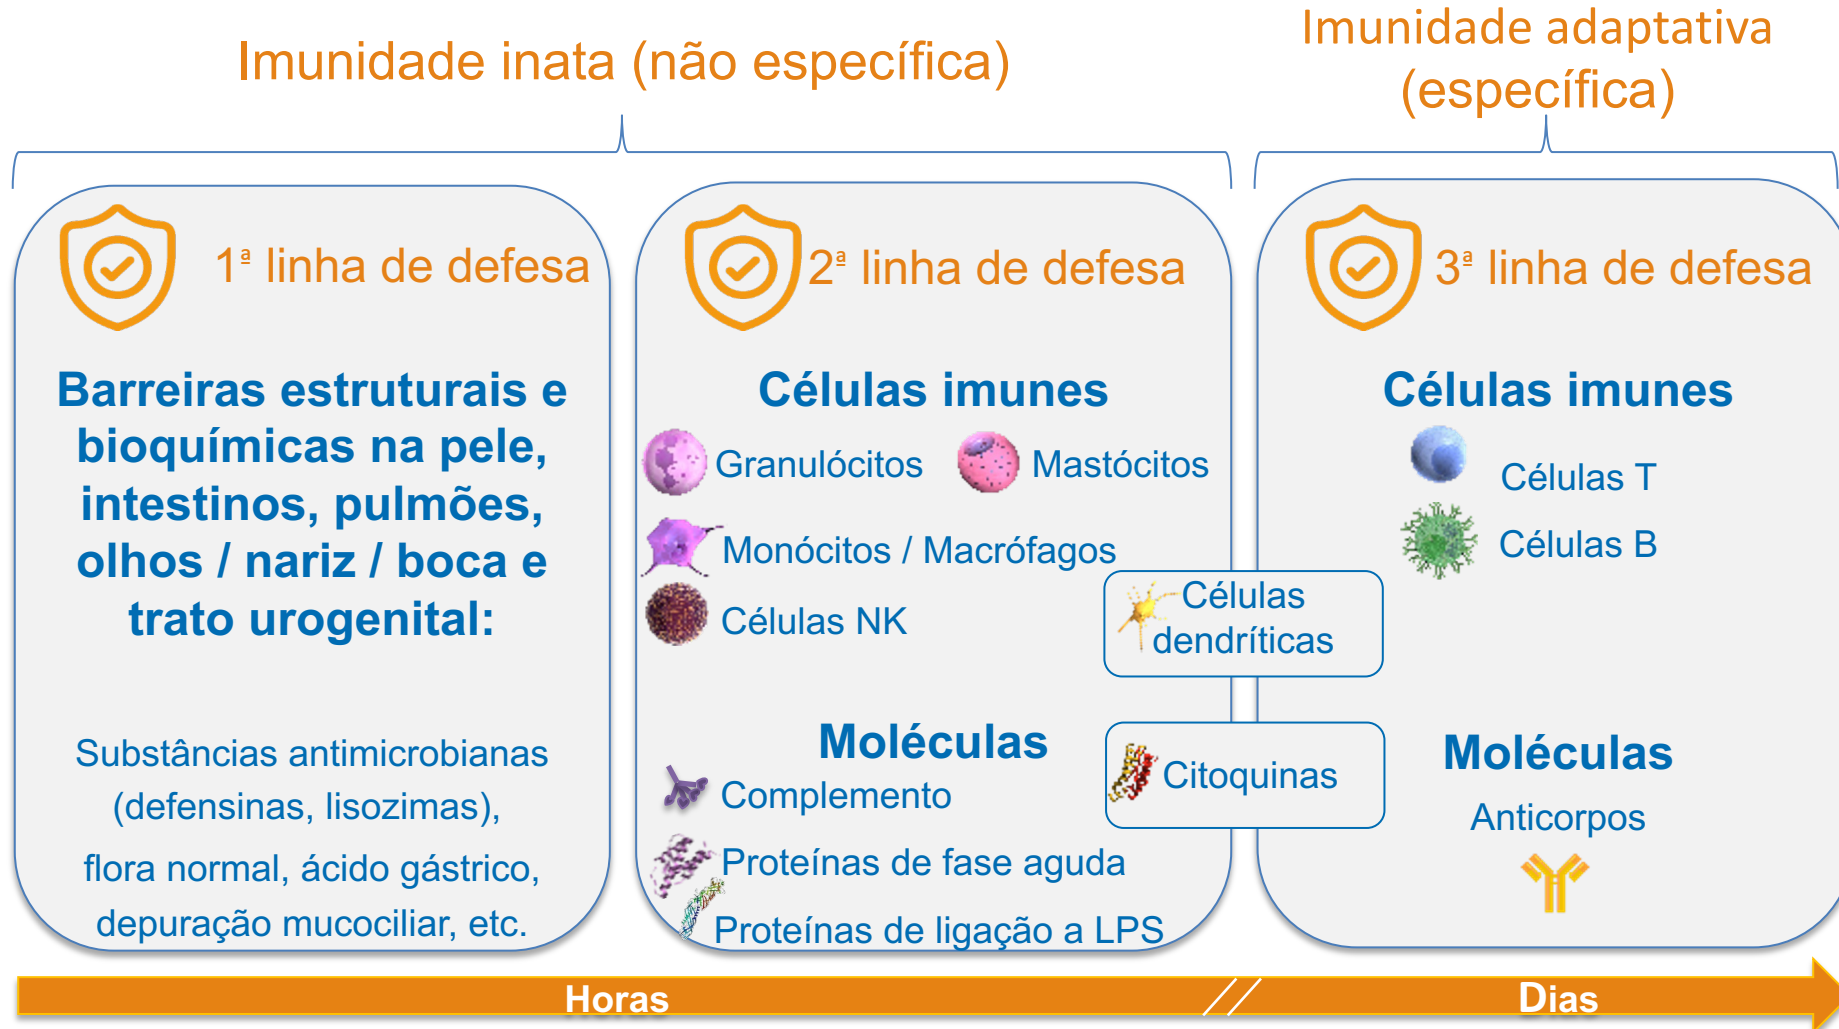 Imunidade inata (não específica)
Imunidade adaptativa
(específica)
1ª linha de defesa
Barreiras estruturais e
bioquímicas na pele,
intestinos, pulmões,
olhos / nariz / boca e
trato urogenital:
Substâncias antimicrobianas
(defensinas, lisozimas),
flora normal, ácido gástrico,
depuração mucociliar, etc.
2ª linha de defesa
Células imunes
Granulócitos
Mastócitos
Monócitos / Macrófagos
Células NK
Células
dendríticas
Moléculas
Complemento
Citoquinas
Proteínas de fase aguda
Proteínas de ligação a LPS
3ª linha de defesa
Células imunes
Células T
Células B
Moléculas
Anticorpos
Horas
Dias